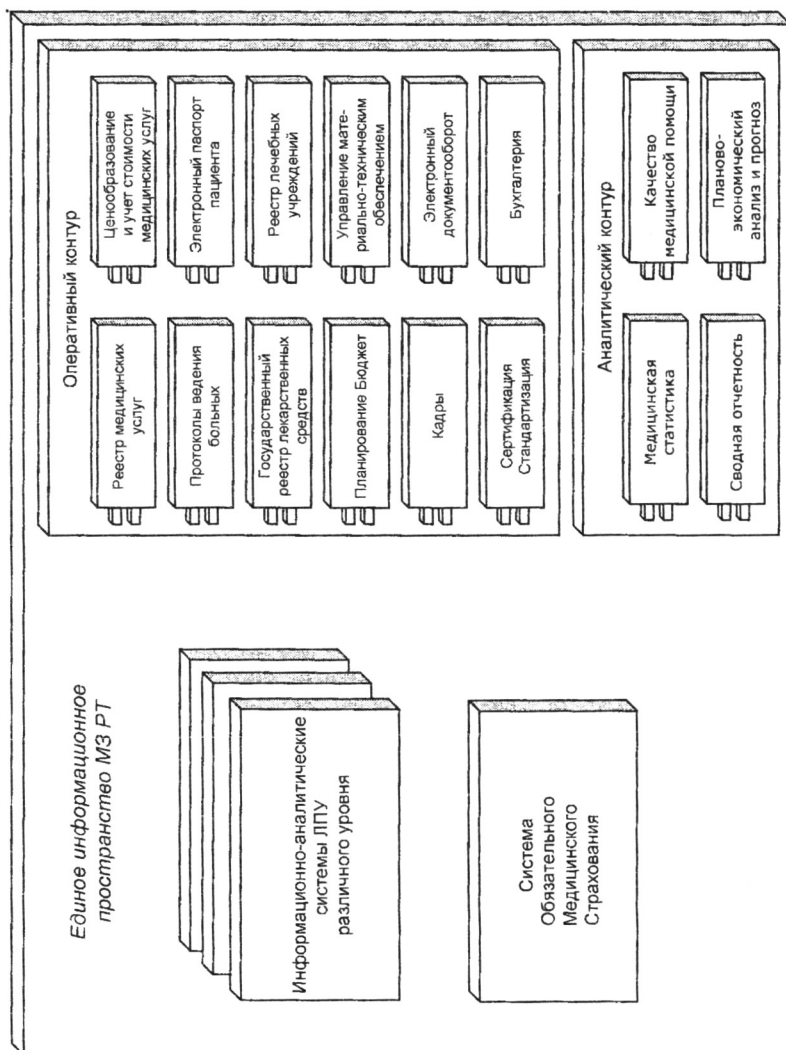 Единое информационное
пространство МЗ РТ
Информационно-аналитические
системы ЛПУ
различного уровня
Система
Обязательного
Медицинского
Страхования
Оперативный контур
Реестр медицинских
услуг
Ценообразование
и учет стоимости
медицинских услуг
Протоколы ведения
больных
Электронный паспорт
пациента
Государственный
реестр лекарственных
средств
Реестр лечебных
учреждений
Планирование Бюджет
Управление мате-
риально-техническим
обеспечением
Кадры
Электронный
документооборот
Сертификация
Стандартизация
Бухгалтерия
Аналитический контур
Медицинская
статистика
Качество
медицинской помощи
Сводная отчетность
Планово-
экономический
анализ и прогноз